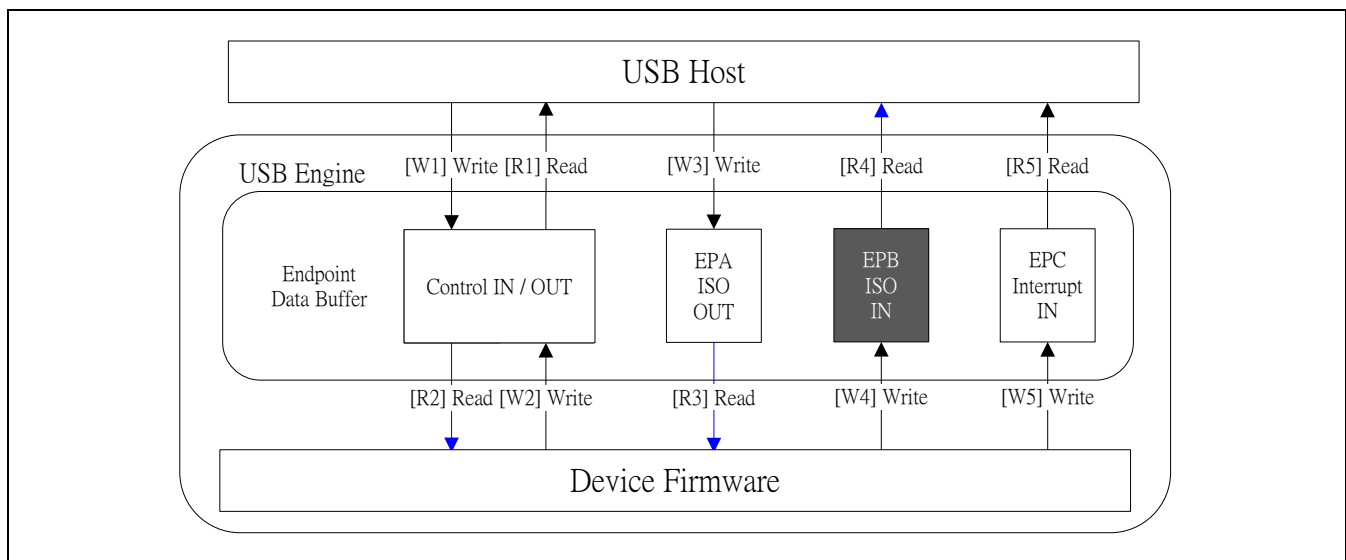 USB Host
[W1] Write [R1] Read [W3] Write [R4] Read [R5] Read
USB Engine
Endpoint
Data Buffer
Control IN / OUT
EPA
ISO
OUT
EPB
ISO
IN
EPC
Interrupt
IN
[R2] Read [W2] Write [R3] Read [W4] Write [W5] Write
Device Firmware